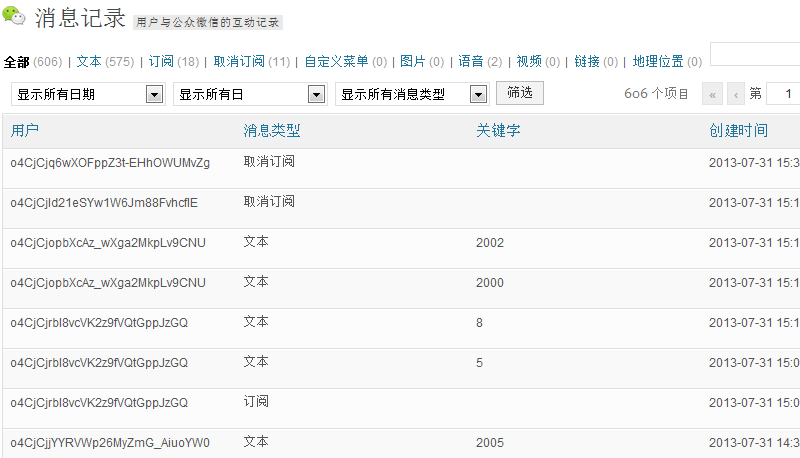 消息记录 用户与公众微信的互动记录
全部 (606) | 文本 (575) | 订阅 (18) | 取消订阅 (11) | 自定义菜单 (0) | 图片 (0) | 语音 (2) | 视频 (0) | 链接 (0) | 地理位置 (0)
显示所有日期 显示所有日 显示所有消息类型 筛选 606 个项目 « ‹ 第 1
用户 消息类型 关键字 创建时间
o4CjCjq6wXOFppZ3t-EHhOWUMvZg 取消订阅 2013-07-31 15:3
o4CjCjld21eSYw1W6Jm88FvhcflE 取消订阅 2013-07-31 15:1
o4CjCjopbXcAz_wXga2MkpLv9CNU 文本 2002 2013-07-31 15:1
o4CjCjopbXcAz_wXga2MkpLv9CNU 文本 2000 2013-07-31 15:1
o4CjCjrbl8vcVK2z9fVQtGppJzGQ 文本 8 2013-07-31 15:1
o4CjCjrbl8vcVK2z9fVQtGppJzGQ 文本 5 2013-07-31 15:0
o4CjCjrbl8vcVK2z9fVQtGppJzGQ 订阅 2013-07-31 15:0
o4CjCjjYYRVWp26MyZmG_AiuoYW0 文本 2005 2013-07-31 14:3